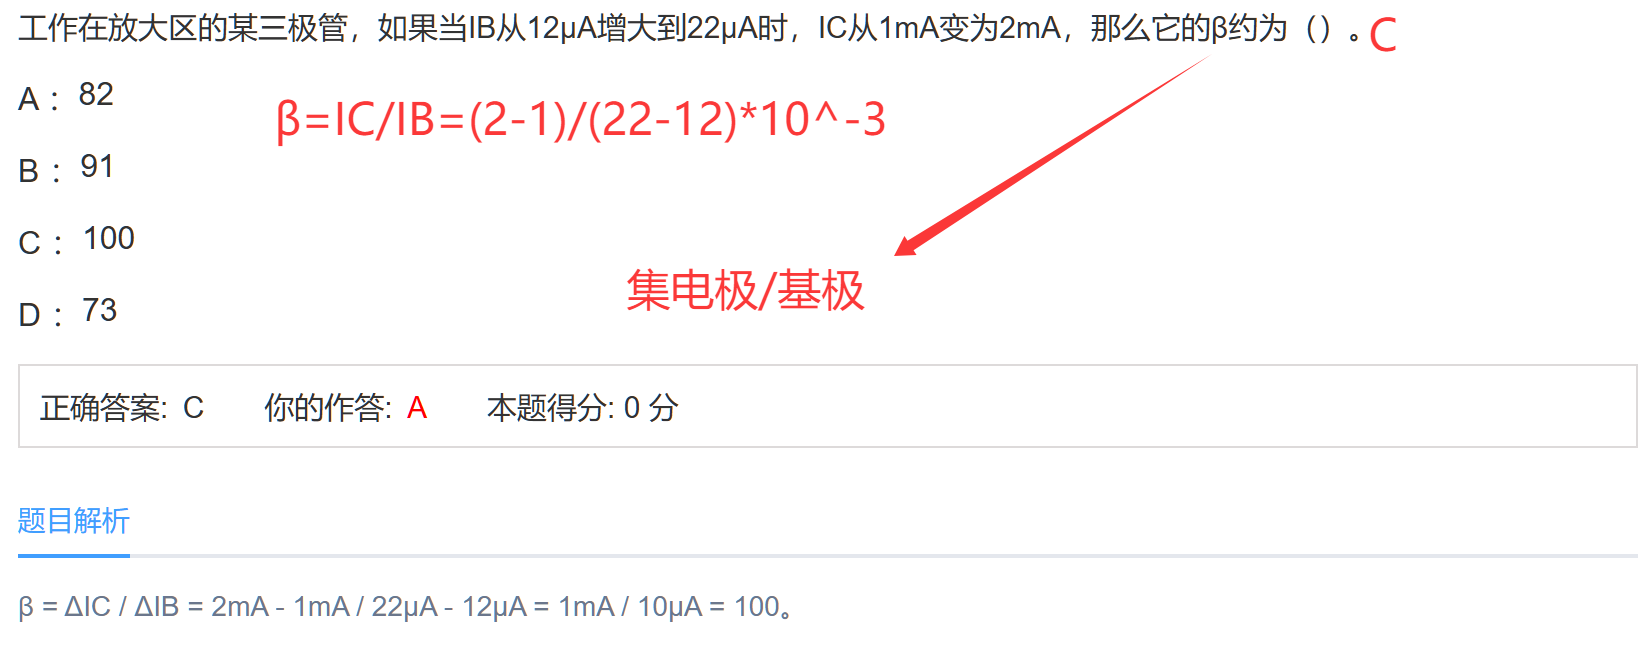 工作在放大区的某三极管，如果当IB从12μA增大到22μA时，IC从1mA变为2mA，那么它的β约为（）。C
A： 82
β=IC/IB=(2-1)/(22-12)*10^-3
B： 91
C： 100
集电极/基极
D： 73
正确答案: C 你的作答: A 本题得分: 0 分
题目解析
β = ΔIC / ΔIB = 2mA - 1mA / 22μA - 12μA = 1mA / 10μA = 100。